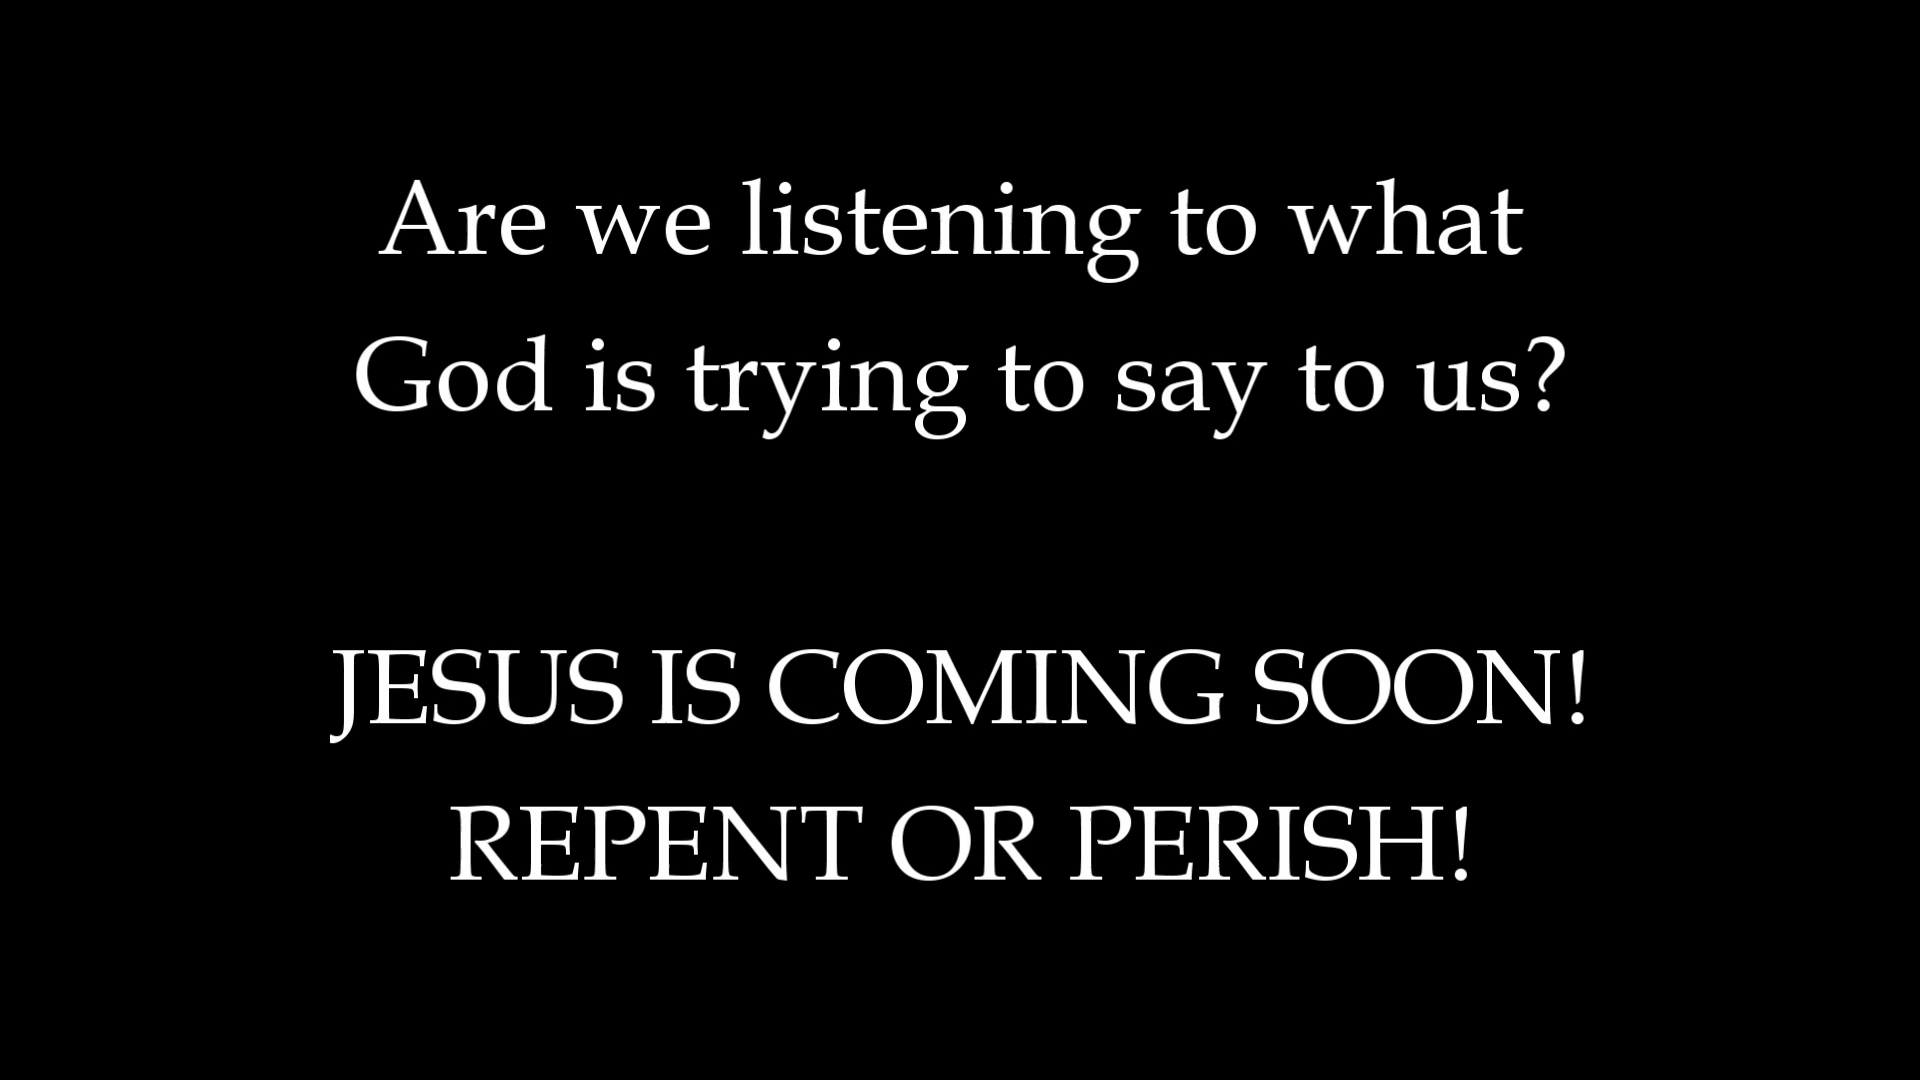 Are we listening to what
God is trying to say to us?
JESUS IS COMING SOON!
REPENT OR PERISH!